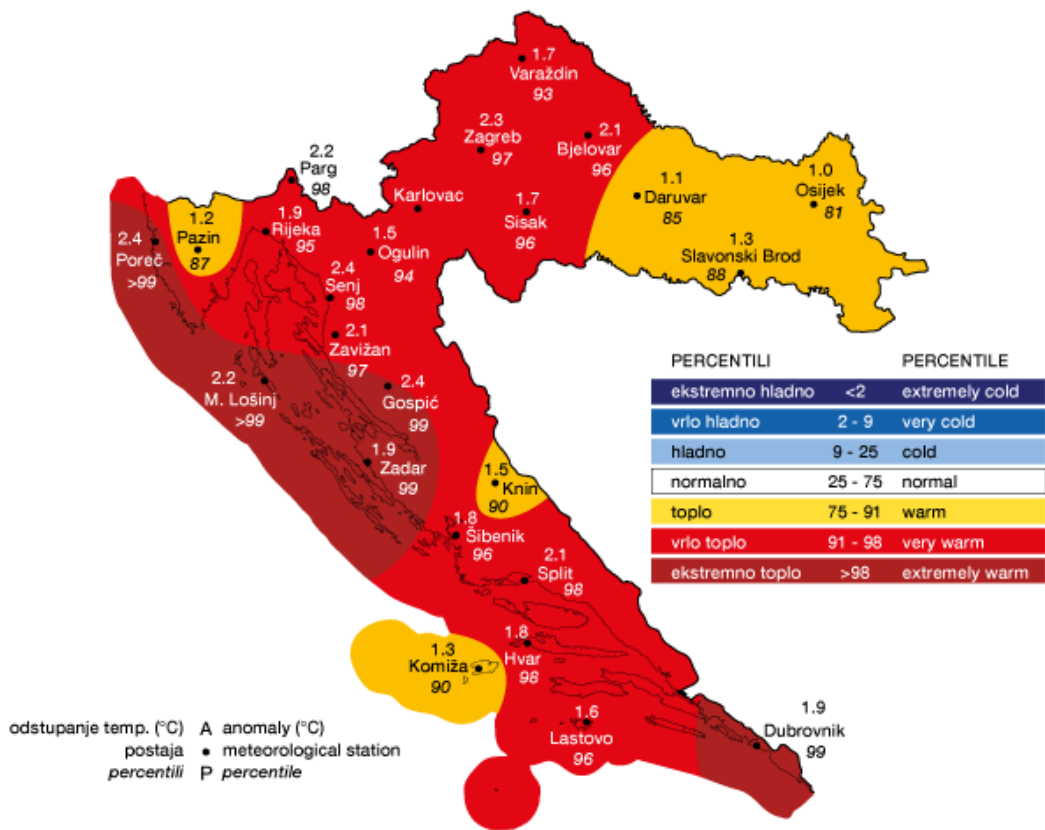 1.7
Varaždin
93
2.3
Zagreb
97
2.1
Bjelovar
96
2.2
Parg
98
Karlovac
1.7
Sisak
96
1.1
Daruvar
85
1.0
Osijek
81
1.3
Slavonski Brod
88
1.2
Pazin
87
1.9
Rijeka
95
1.5
Ogulin
94
2.4
Poreč
>99
2.4
Senj
98
2.1
Zavižan
97
2.2
M. Lošinj
>99
2.4
Gospić
99
1.9
Zadar
99
1.5
Knin
90
1.8
Šibenik
96
2.1
Split
98
1.3
Komiža
90
1.8
Hvar
98
1.6
Lastovo
96
1.9
Dubrovnik
99
PERCENTILI PERCENTILE
ekstremno hladno <2 extremely cold
vrlo hladno 2 - 9 very cold
hladno 9 - 25 cold
normalno 25 - 75 normal
toplo 75 - 91 warm
vrlo toplo 91 - 98 very warm
ekstremno toplo >98 extremely warm
odstupanje temp. (°C) A anomaly (°C)
postaja • meteorological station
percentili P percentile